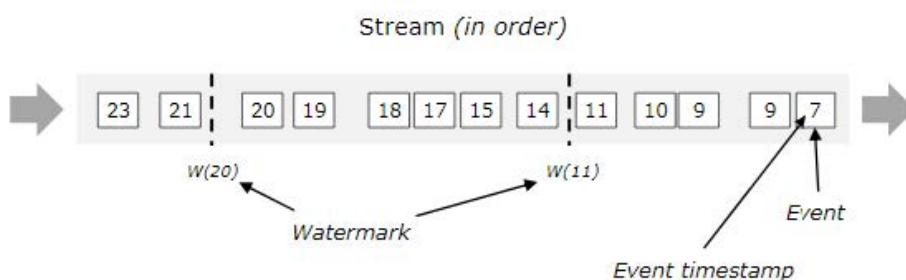 Stream (in order)
23 21 20 19 18 17 15 14 11 10 9 9 7
W(20) W(11)
Watermark
Event
Event timestamp